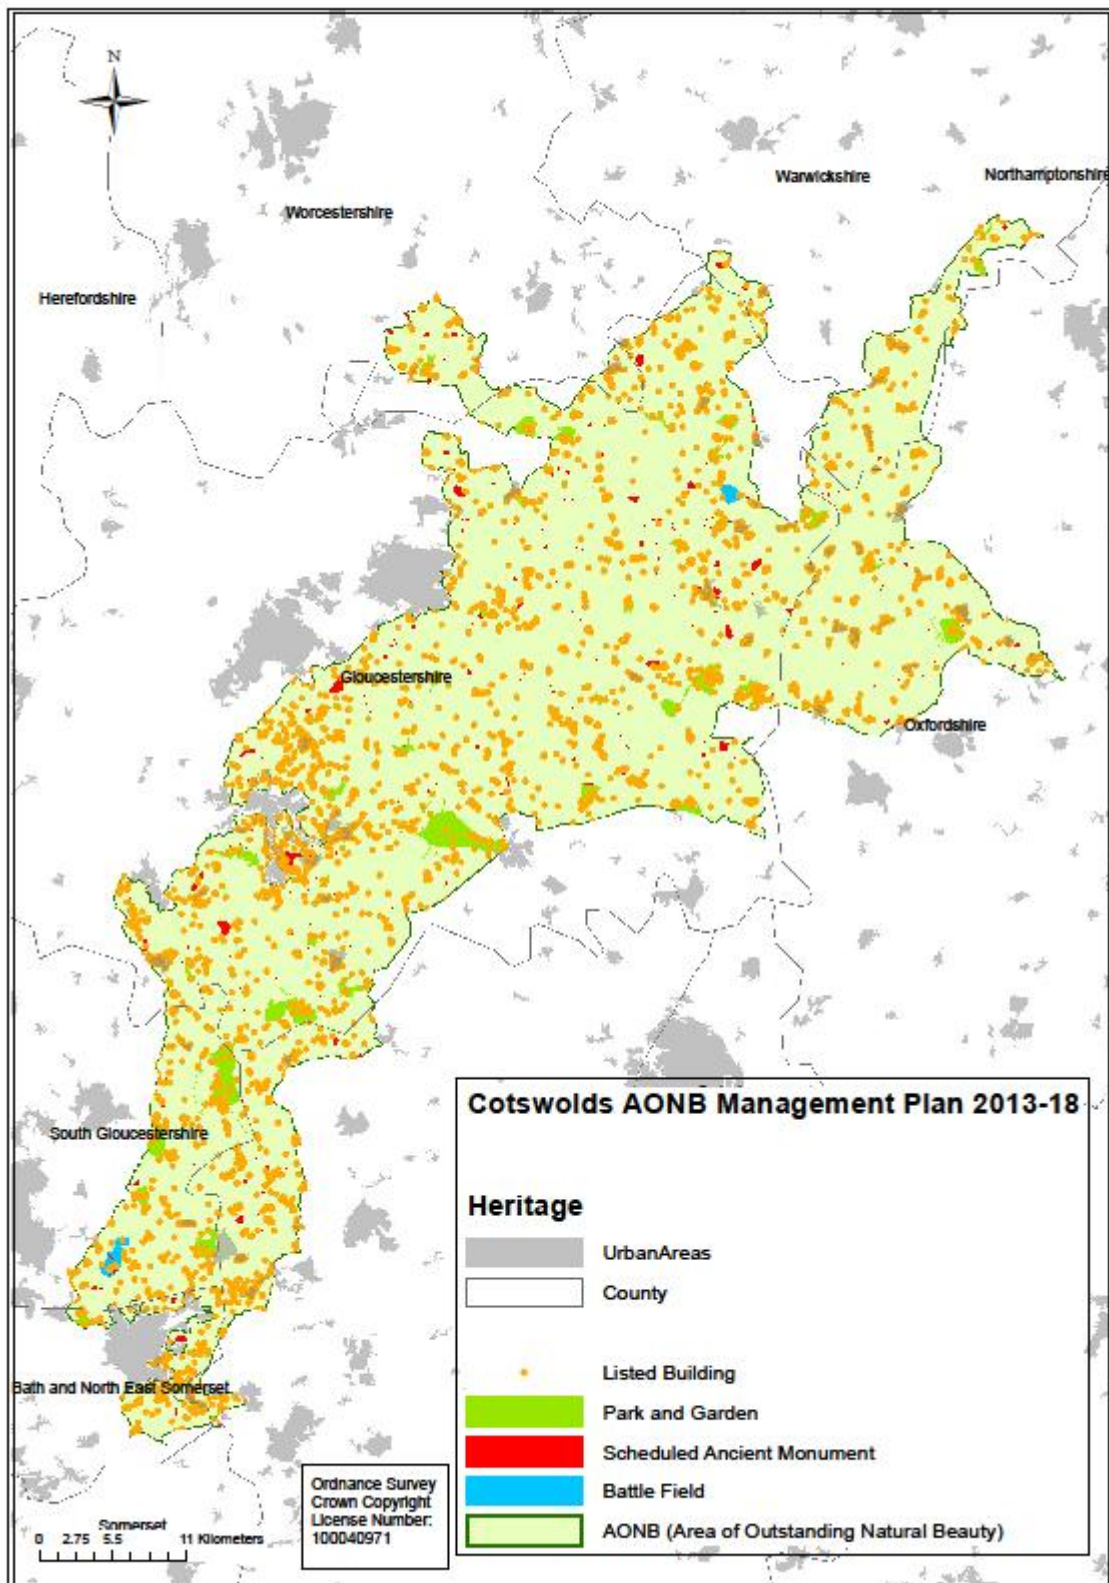 N
Warwickshire
Northamptonshire
Worcestershire
Herefordshire
Gloucestershire
Oxfordshire
South Gloucestershire
Bath and North East Somerset
Somerset
0 2.75 5.5 11 Kilometers
Ordnance Survey
Crown Copyright
License Number:
100040971
Cotswolds AONB Management Plan 2013-18
Heritage
UrbanAreas
County
Listed Building
Park and Garden
Scheduled Ancient Monument
Battle Field
AONB (Area of Outstanding Natural Beauty)